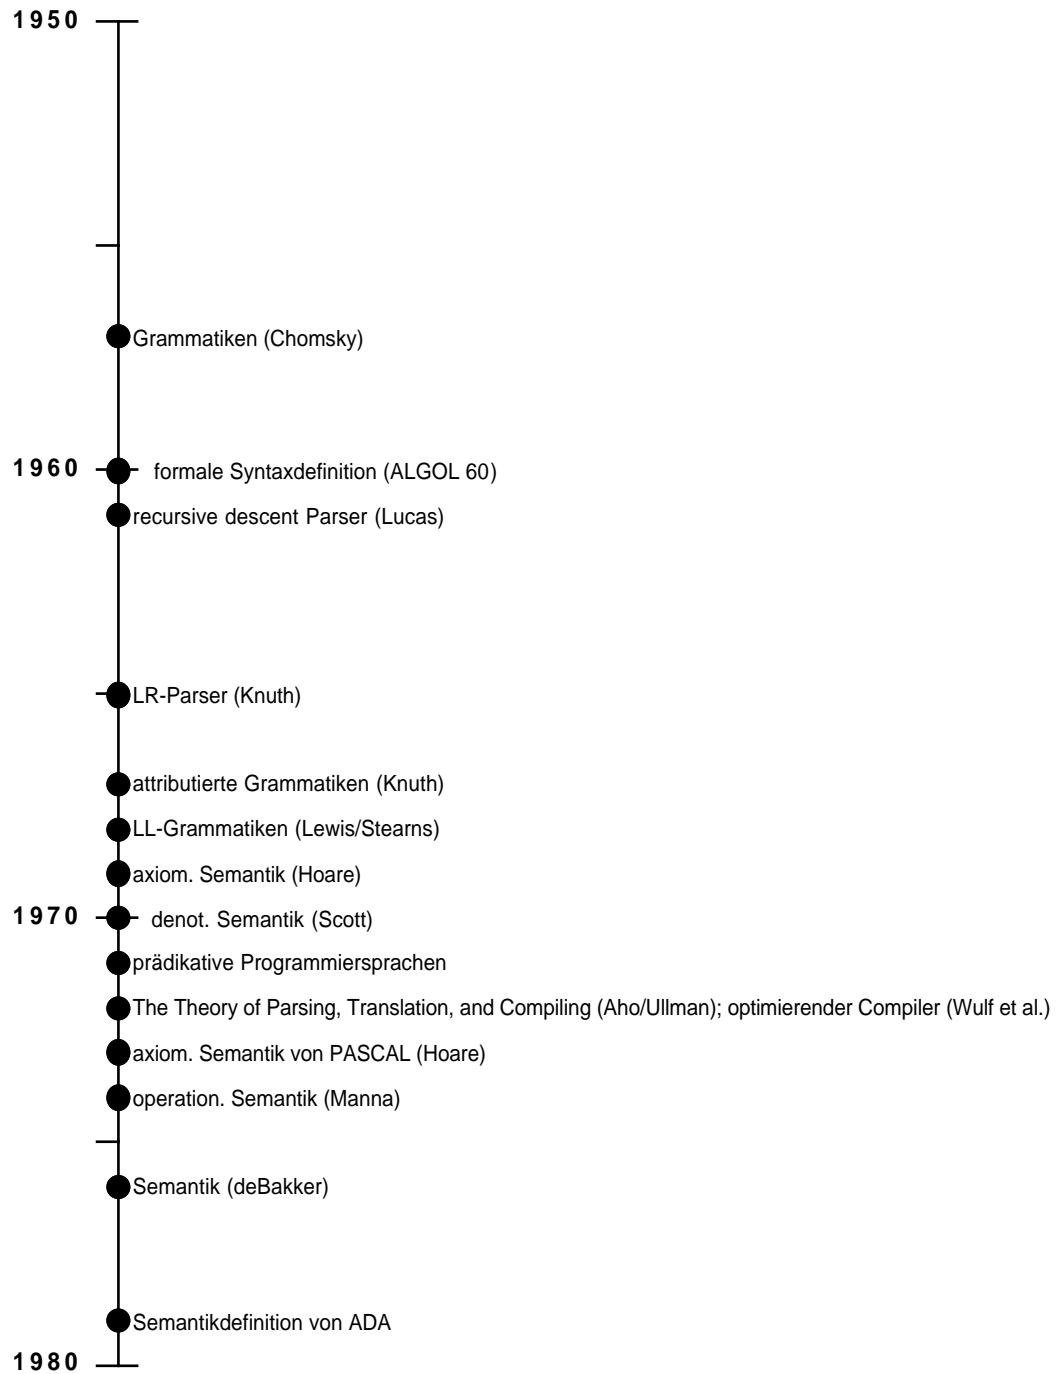 1950
Grammatiken (Chomsky)
1960
formale Syntaxdefinition (ALGOL 60)
recursive descent Parser (Lucas)
LR-Parser (Knuth)
attributierte Grammatiken (Knuth)
LL-Grammatiken (Lewis/Stearns)
axiom. Semantik (Hoare)
1970
denot. Semantik (Scott)
prädikative Programmiersprachen
The Theory of Parsing, Translation, and Compiling (Aho/Ullman); optimierender Compiler (Wulf et al.)
axiom. Semantik von PASCAL (Hoare)
operation. Semantik (Manna)
Semantik (deBakker)
Semantikdefinition von ADA
1980